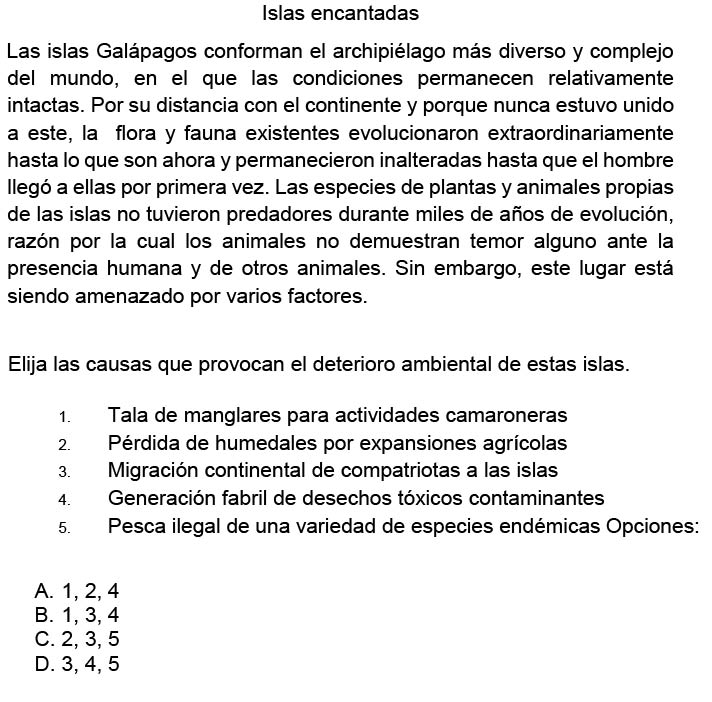 Islas encantadas
Las islas Galápagos conforman el archipiélago más diverso y complejo
del mundo, en el que las condiciones permanecen relativamente
intactas. Por su distancia con el continente y porque nunca estuvo unido
a este, la flora y fauna existentes evolucionaron extraordinariamente
hasta lo que son ahora y permanecieron inalteradas hasta que el hombre
llegó a ellas por primera vez. Las especies de plantas y animales propias
de las islas no tuvieron predadores durante miles de años de evolución,
razón por la cual los animales no demuestran temor alguno ante la
presencia humana y de otros animales. Sin embargo, este lugar está
siendo amenazado por varios factores.
Elija las causas que provocan el deterioro ambiental de estas islas.
1. Tala de manglares para actividades camaroneras
2. Pérdida de humedales por expansiones agrícolas
3. Migración continental de compatriotas a las islas
4. Generación fabril de desechos tóxicos contaminantes
5. Pesca ilegal de una variedad de especies endémicas Opciones:
A. 1, 2, 4
B. 1, 3, 4
C. 2, 3, 5
D. 3, 4, 5